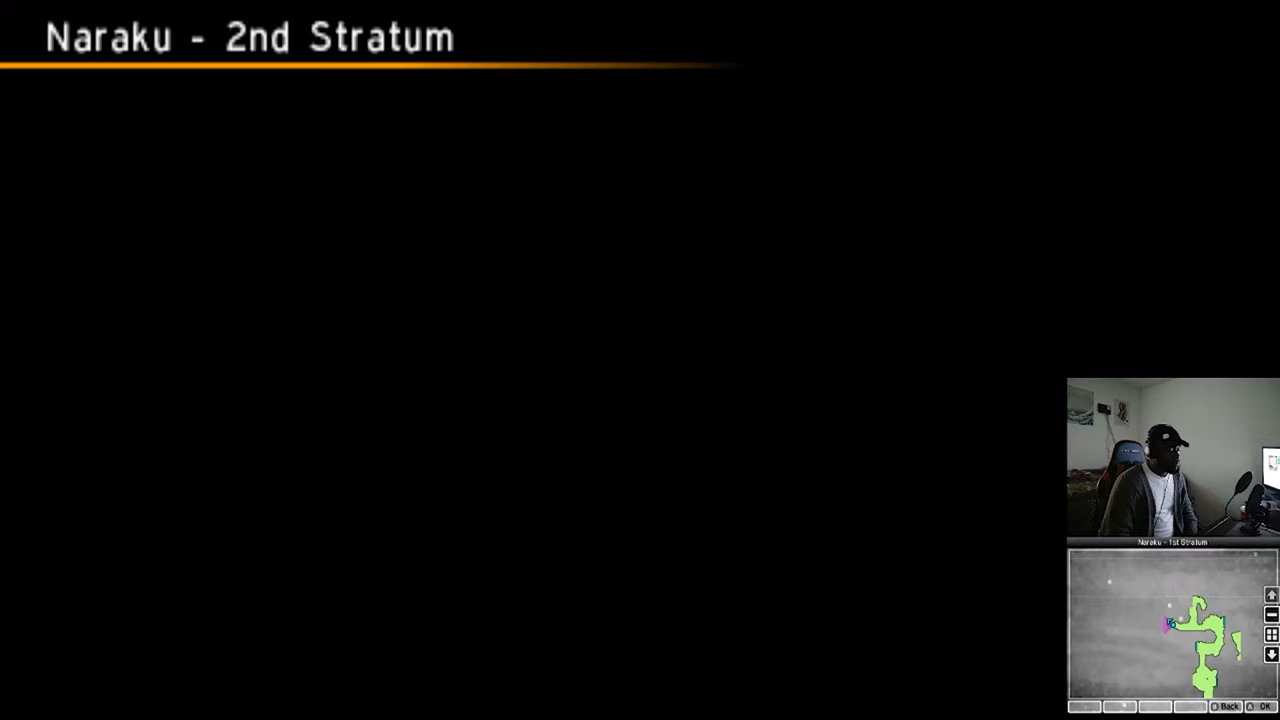 Naraku - 2nd Stratum
Naraku - 1st Stratum
Back
OK